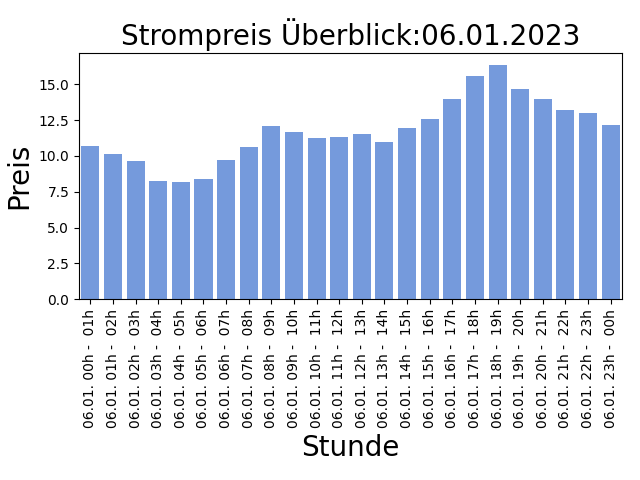 Strompreis Überblick:06.01.2023
Preis
15.0
12.5
10.0
7.5
5.0
2.5
0.0
06.01. 00h - 01h
06.01. 01h - 02h
06.01. 02h - 03h
06.01. 03h - 04h
06.01. 04h - 05h
06.01. 05h - 06h
06.01. 06h - 07h
06.01. 07h - 08h
06.01. 08h - 09h
06.01. 09h - 10h
06.01. 10h - 11h
06.01. 11h - 12h
06.01. 12h - 13h
06.01. 13h - 14h
06.01. 14h - 15h
06.01. 15h - 16h
06.01. 16h - 17h
06.01. 17h - 18h
06.01. 18h - 19h
06.01. 19h - 20h
06.01. 20h - 21h
06.01. 21h - 22h
06.01. 22h - 23h
06.01. 23h - 00h
Stunde